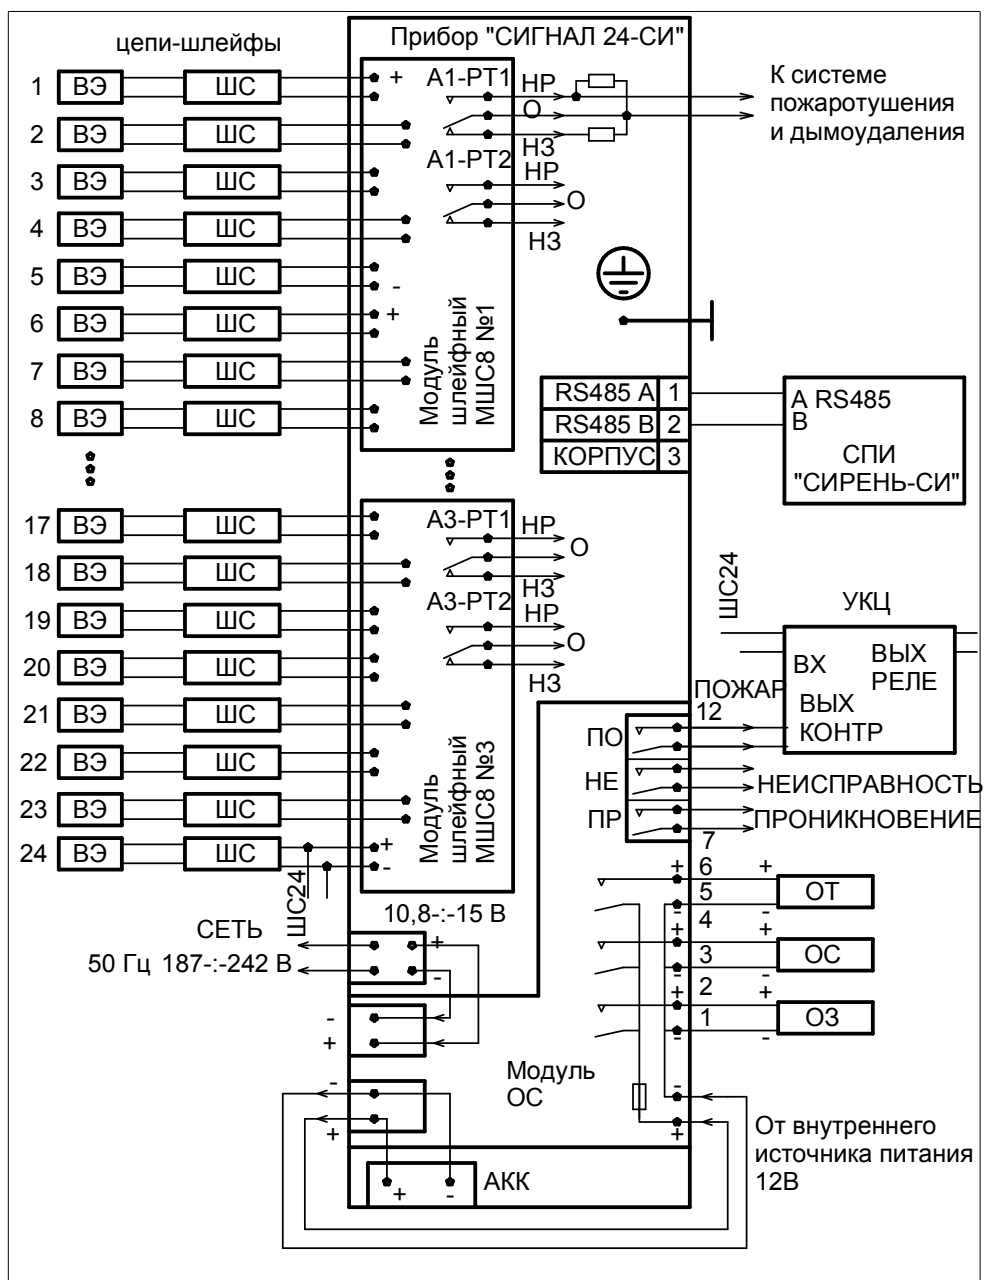 цепи-шлейфы
Прибор "СИГНАЛ 24-СИ"
1 ВЭ ШС
2 ВЭ ШС
3 ВЭ ШС
4 ВЭ ШС
5 ВЭ ШС
6 ВЭ ШС
7 ВЭ ШС
8 ВЭ ШС
+
-
+
А1-РТ1
НР
О
НЗ
А1-РТ2
НР
О
НЗ
Модуль
шлейфный
МШС8 №1
К системе
пожаротушения
и дымоудаления
RS485 А 1
RS485 В 2
КОРПУС 3
А RS485
В
СПИ
"СИРЕНЬ-СИ"
17 ВЭ ШС
18 ВЭ ШС
19 ВЭ ШС
20 ВЭ ШС
21 ВЭ ШС
22 ВЭ ШС
23 ВЭ ШС
24 ВЭ ШС
+
-
ШС24
А3-РТ1
НР
О
НЗ
А3-РТ2
НР
О
НЗ
Модуль
шлейфный
МШС8 №3
ШС24
УКЦ
ВХ
ВЫХ
РЕЛЕ
ВЫХ
КОНТР
ПОЖАР
12
ПО
НЕ
НЕИСПРАВНОСТЬ
ПР
ПРОНИКНОВЕНИЕ
7
+ 6 +
5
ОТ
- 4 -
+ +
3
ОС
- -
+ 2 +
1
ОЗ
- -
10,8-:-15 В
СЕТЬ
50 Гц 187-:-242 В
+
-
-
+
-
+
Модуль
ОС
-
+
От внутреннего
источника питания
12В
АКК
+ -